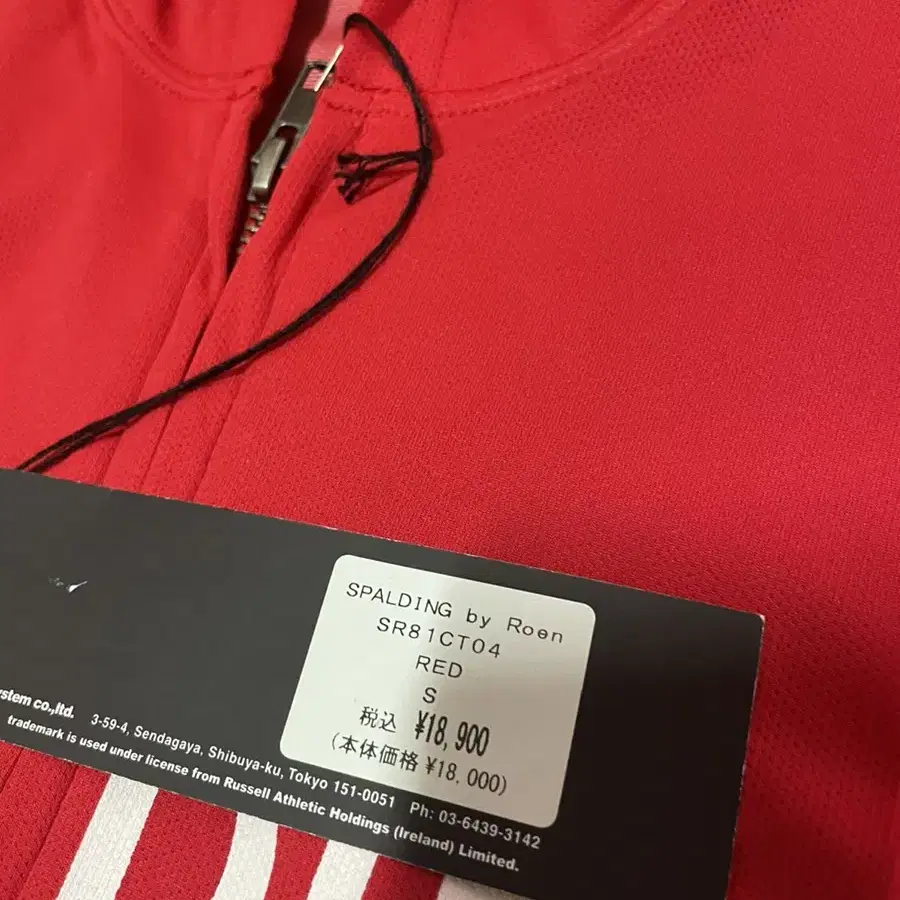 SPALDING by Roen
SR81CT04
RED
S
税込 ¥18,900
(本体価格 ¥18,000)
ystem co.,ltd. 3-59-4, Sendagaya, Shibuya-ku, Tokyo 151-0051 Ph: 03-6439-3142
trademark is used under license from Russell Athletic Holdings (Ireland) Limited.